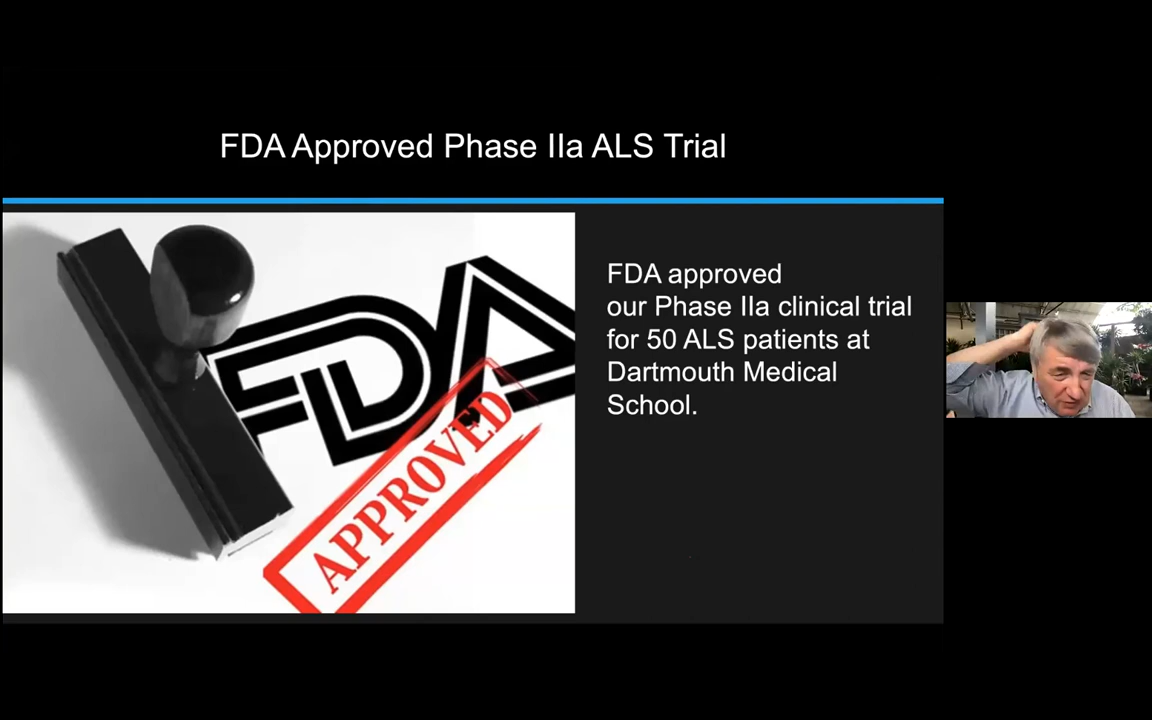 FDA Approved Phase IIa ALS Trial
FDA
APPROVED
FDA approved
our Phase IIa clinical trial
for 50 ALS patients at
Dartmouth Medical
School.